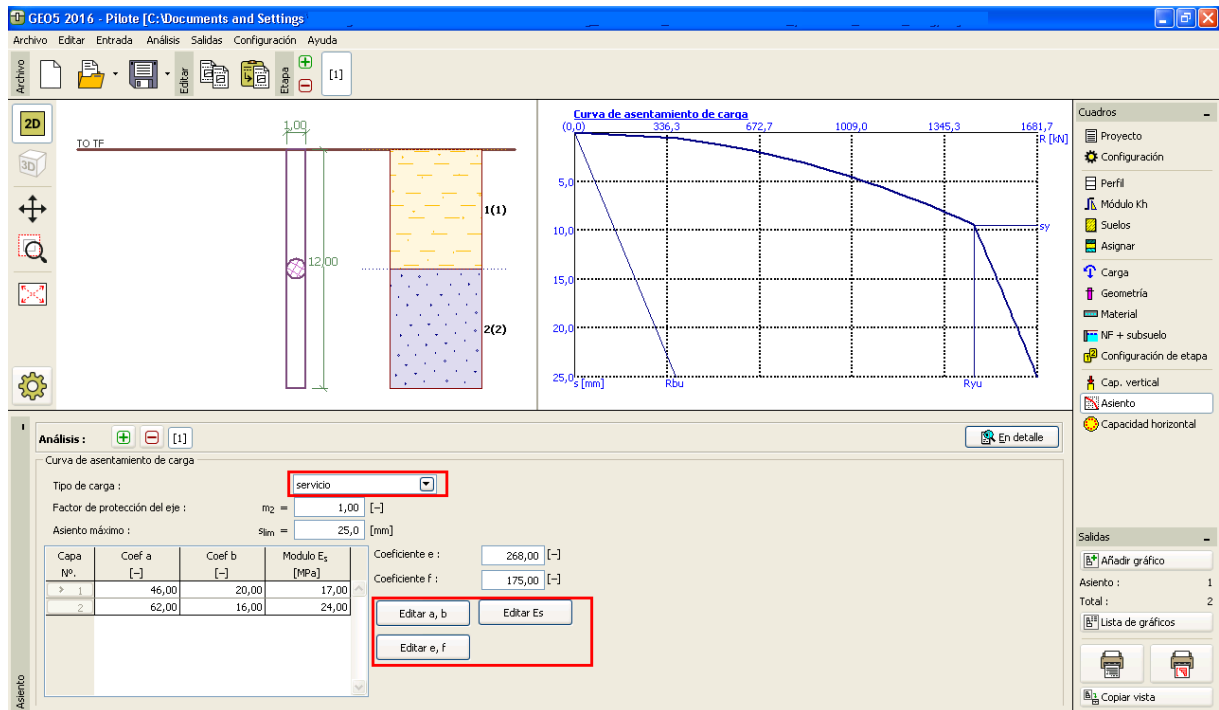 GEO5 2016 - Pilote [C:\Documents and Settings
Archivo Editar Entrada Análisis Salidas Configuración Ayuda
Archivo
Editar
Etapa
[1]
2D
3D
TO TF
1,00
12,00
1(1)
2(2)
Curva de asentamiento de carga
(0,0) 336,3 672,7 1009,0 1345,3 1681,7
R [kN]
5,0
10,0
sy
15,0
20,0
25,0
s [mm]
Rbu
Ryu
Cuadros
Proyecto
Configuración
Perfil
Módulo Kh
Suelos
Asignar
Carga
Geometría
Material
NF + subsuelo
Configuración de etapa
Cap. vertical
Asiento
Capacidad horizontal
Análisis :
[1]
En detalle
Curva de asentamiento de carga
Tipo de carga : servicio
Factor de protección del eje : m2 = 1,00 [-]
Asiento máximo : slim = 25,0 [mm]
Capa Coef a Coef b Modulo Es
Nº. [-] [-] [MPa]
> 1 46,00 20,00 17,00
2 62,00 16,00 24,00
Coeficiente e : 268,00 [-]
Coeficiente f : 175,00 [-]
Editar a, b
Editar Es
Editar e, f
Asiento
Salidas
Añadir gráfico
Asiento : 1
Total : 2
Lista de gráficos
Copiar vista